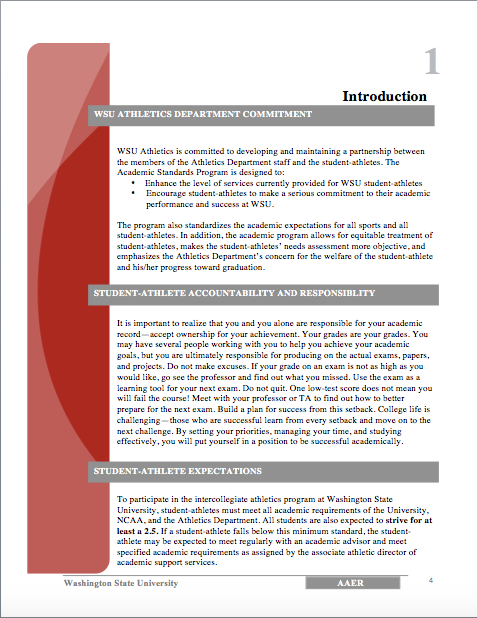 1
Introduction
WSU ATHLETICS DEPARTMENT COMMITMENT
WSU Athletics is committed to developing and maintaining a partnership between
the members of the Athletics Department staff and the student-athletes. The
Academic Standards Program is designed to:
• Enhance the level of services currently provided for WSU student-athletes
• Encourage student-athletes to make a serious commitment to their academic
performance and success at WSU.
The program also standardizes the academic expectations for all sports and all
student-athletes. In addition, the academic program allows for equitable treatment of
student-athletes, makes the student-athletes' needs assessment more objective, and
emphasizes the Athletics Department's concern for the welfare of the student-athlete
and his/her progress toward graduation.
STUDENT-ATHLETE ACCOUNTABILITY AND RESPONSIBLITY
It is important to realize that you and you alone are responsible for your academic
record—accept ownership for your achievement. Your grades are your grades. You
may have several people working with you to help you achieve your academic
goals, but you are ultimately responsible for producing on the actual exams, papers,
and projects. Do not make excuses. If your grade on an exam is not as high as you
would like, go see the professor and find out what you missed. Use the exam as a
learning tool for your next exam. Do not quit. One low-test score does not mean you
will fail the course! Meet with your professor or TA to find out how to better
prepare for the next exam. Build a plan for success from this setback. College life is
challenging—those who are successful learn from every setback and move on to the
next challenge. By setting your priorities, managing your time, and studying
effectively, you will put yourself in a position to be successful academically.
STUDENT-ATHLETE EXPECTATIONS
To participate in the intercollegiate athletics program at Washington State
University, student-athletes must meet all academic requirements of the University,
NCAA, and the Athletics Department. All students are also expected to strive for at
least a 2.5. If a student-athlete falls below this minimum standard, the student-
athlete may be expected to meet regularly with an academic advisor and meet
specified academic requirements as assigned by the associate athletic director of
academic support services.
Washington State University AAER 4